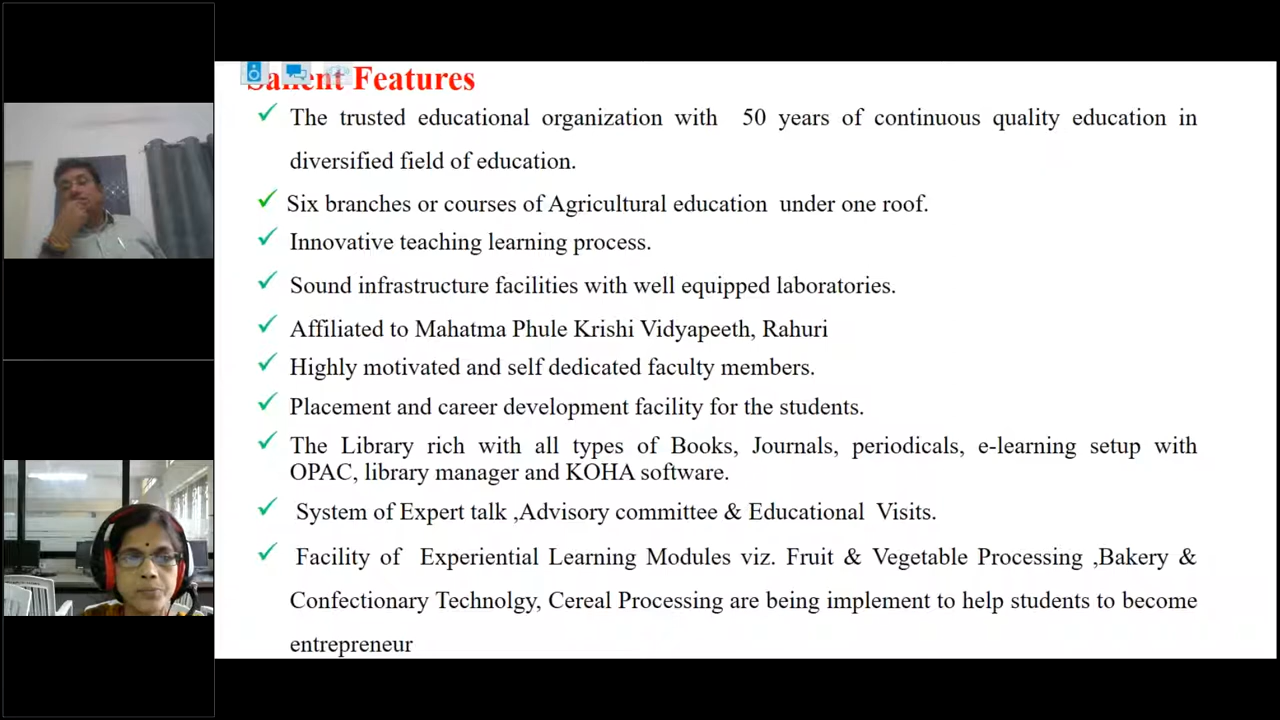 Salient Features
The trusted educational organization with 50 years of continuous quality education in
diversified field of education.
Six branches or courses of Agricultural education under one roof.
Innovative teaching learning process.
Sound infrastructure facilities with well equipped laboratories.
Affiliated to Mahatma Phule Krishi Vidyapeeth, Rahuri
Highly motivated and self dedicated faculty members.
Placement and career development facility for the students.
The Library rich with all types of Books, Journals, periodicals, e-learning setup with
OPAC, library manager and KOHA software.
System of Expert talk ,Advisory committee & Educational Visits.
Facility of Experiential Learning Modules viz. Fruit & Vegetable Processing ,Bakery &
Confectionary Technolgy, Cereal Processing are being implement to help students to become
entrepreneur